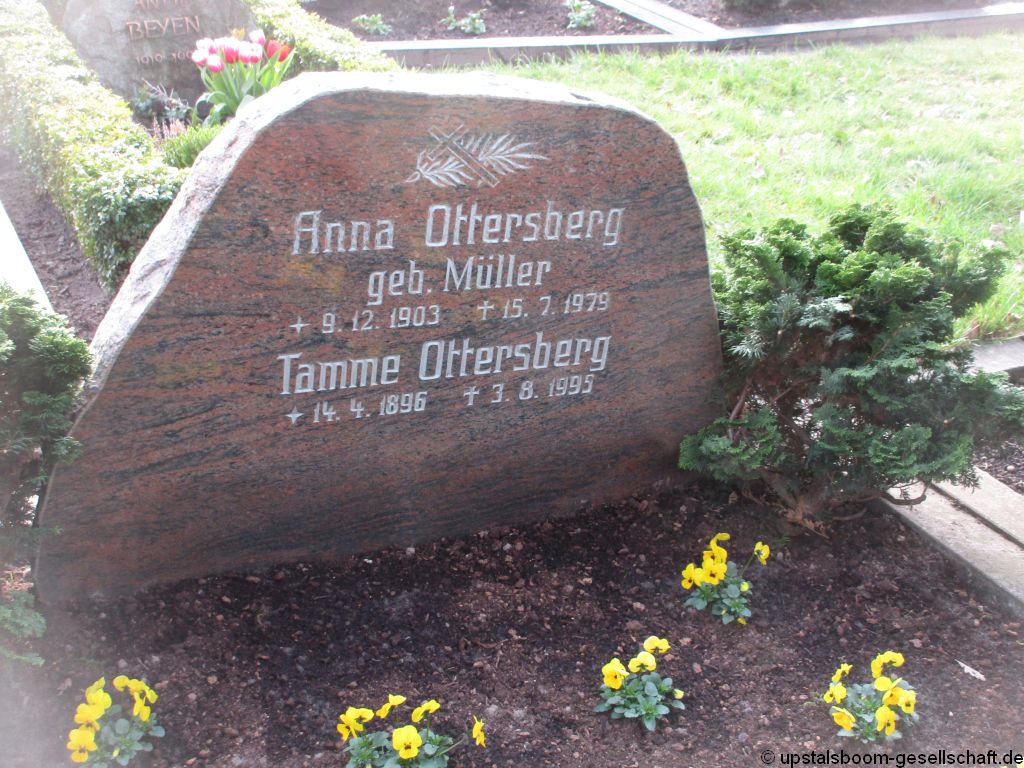 BEYEN
Anna Ottersberg
geb. Müller
✶ 9. 12. 1903 † 15. 7. 1979
Tamme Ottersberg
✶ 14. 4. 1896 † 3. 8. 1995
© upstalsboom-gesellschaft.de